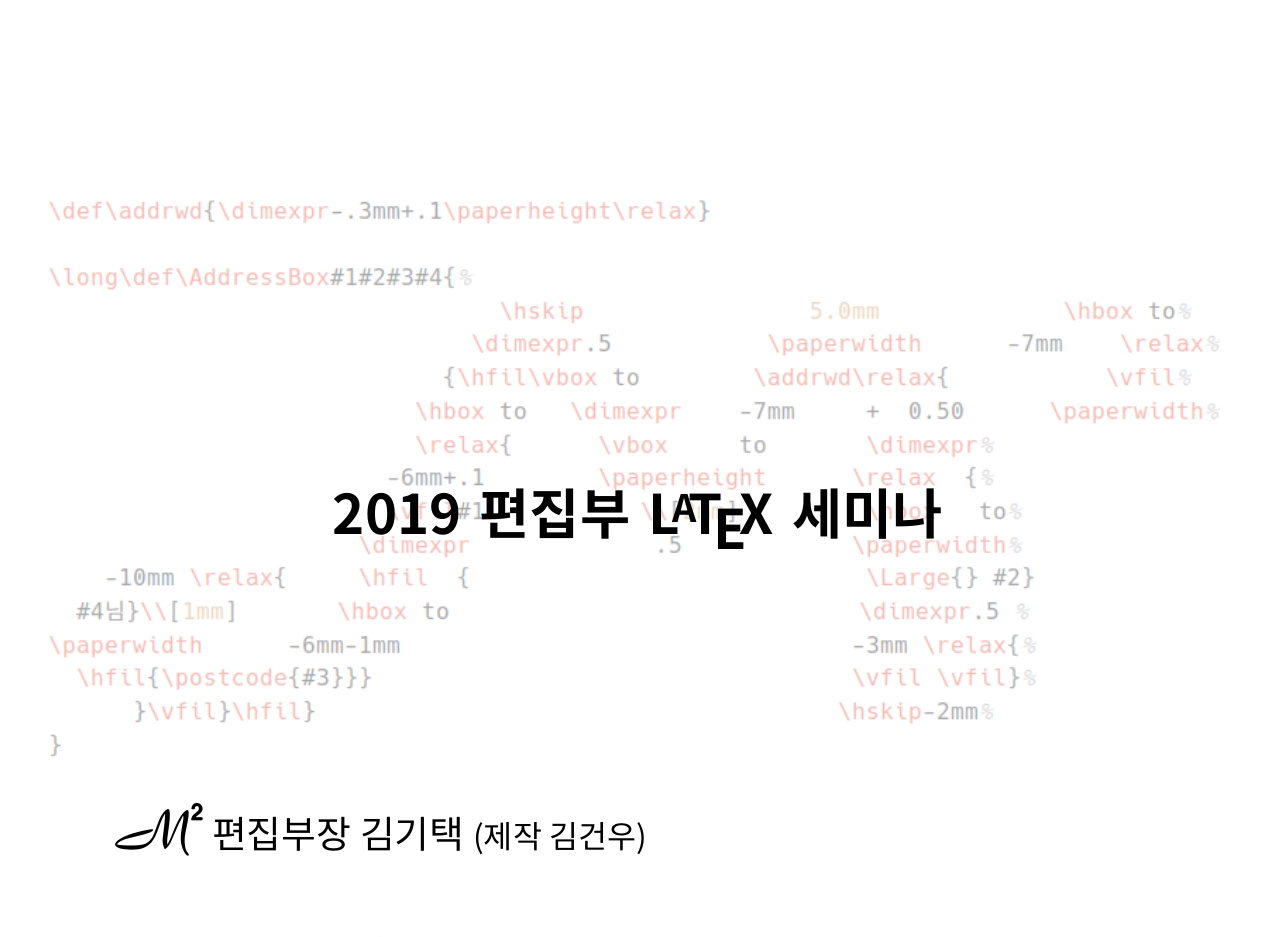 \def\addrwd{\dimexpr-.3mm+.1\paperheight\relax}
\long\def\AddressBox#1#2#3#4{%
\hskip 5.0mm \hbox to%
\dimexpr.5 \paperwidth -7mm \relax%
{\hfil\vbox to \addrwd\relax{ \vfil%
\hbox to \dimexpr -7mm + 0.50 \paperwidth%
\relax{ \vbox to \dimexpr%
-6mm+.1 \paperheight \relax {%
2019 편집부 LATEX 세미나
to%
\dimexpr .5 \paperwidth%
-10mm \relax{ \hfil { \Large{} #2}
#4님}\\[1mm] \hbox to \dimexpr.5 %
\paperwidth -6mm-1mm -3mm \relax{%
\hfil{\postcode{#3}}} \vfil \vfil}%
}\vfil}\hfil} \hskip-2mm%
}
M2 편집부장 김기택 (제작 김건우)